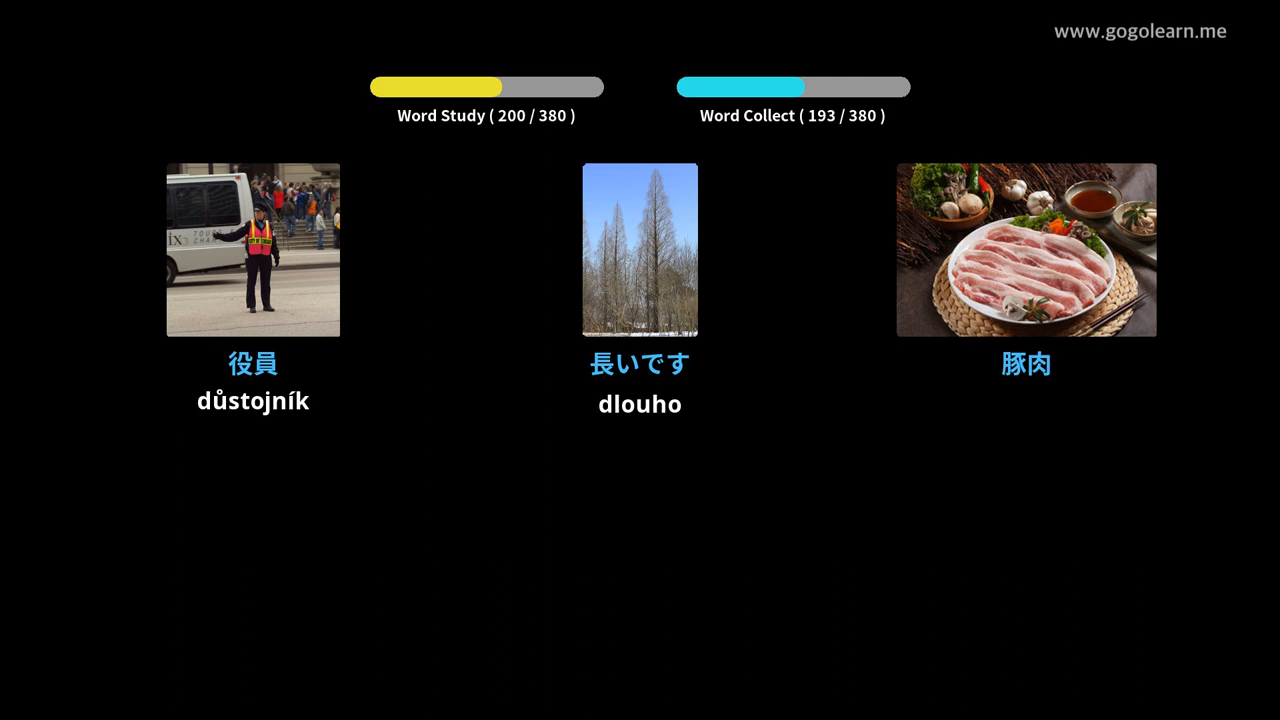 www.gogolearn.me
Word Study ( 200 / 380 )
Word Collect ( 193 / 380 )
役員
長いです
豚肉
důstojník
dlouho